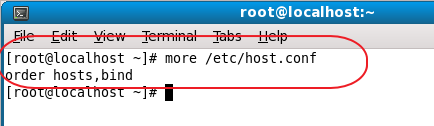 root@localhost:~
File Edit View Terminal Tabs Help
[root@localhost ~]# more /etc/host.conf
order hosts,bind
[root@localhost ~]#